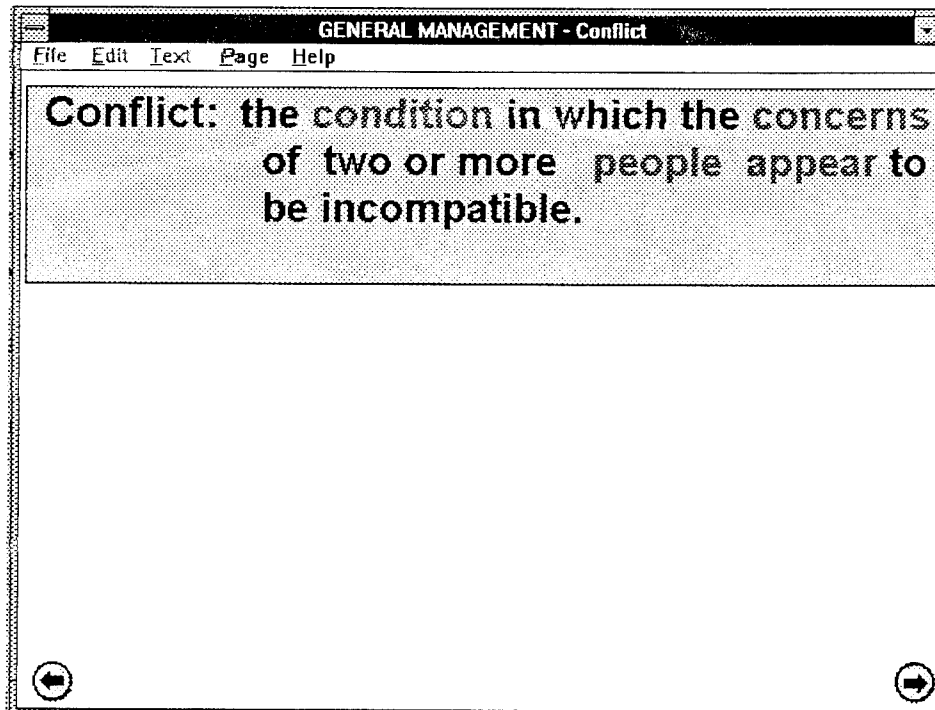 GENERAL MANAGEMENT - Conflict
File Edit Text Page Help
Conflict: the condition in which the concerns
of two or more people appear to
be incompatible.